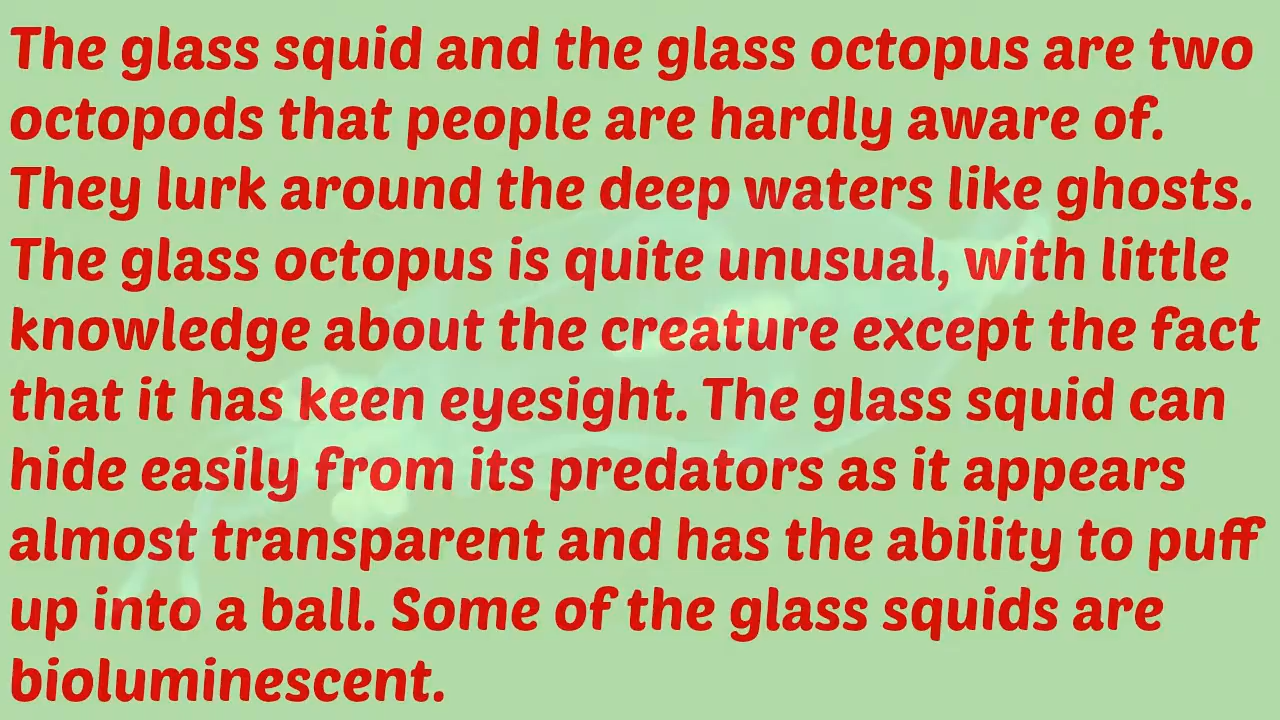 The glass squid and the glass octopus are two
octopods that people are hardly aware of.
They lurk around the deep waters like ghosts.
The glass octopus is quite unusual, with little
knowledge about the creature except the fact
that it has keen eyesight. The glass squid can
hide easily from its predators as it appears
almost transparent and has the ability to puff
up into a ball. Some of the glass squids are
bioluminescent.